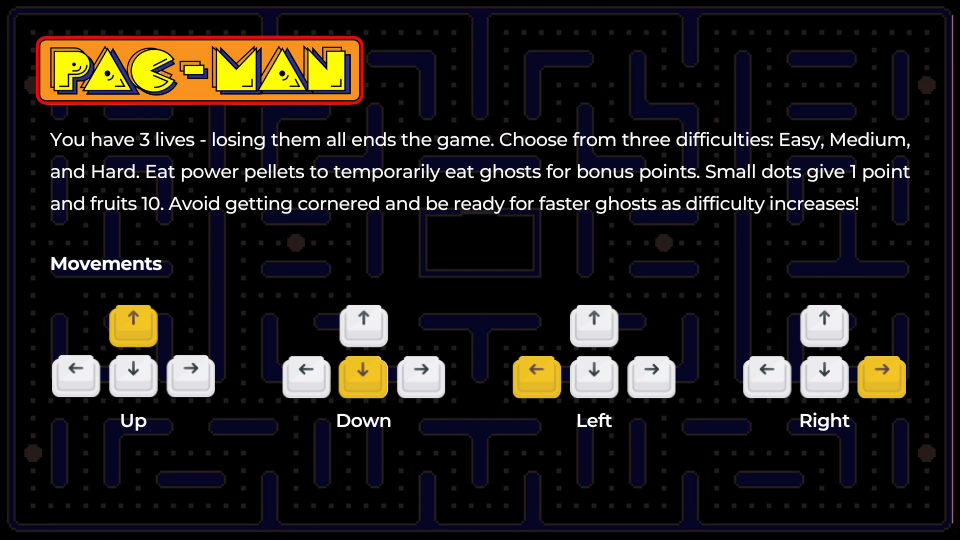 PAC-MAN
You have 3 lives - losing them all ends the game. Choose from three difficulties: Easy, Medium,
and Hard. Eat power pellets to temporarily eat ghosts for bonus points. Small dots give 1 point
and fruits 10. Avoid getting cornered and be ready for faster ghosts as difficulty increases!
Movements
↑ ↑ ↑ ↑
← ↓ → ← ↓ → ← ↓ → ← ↓ →
Up Down Left Right